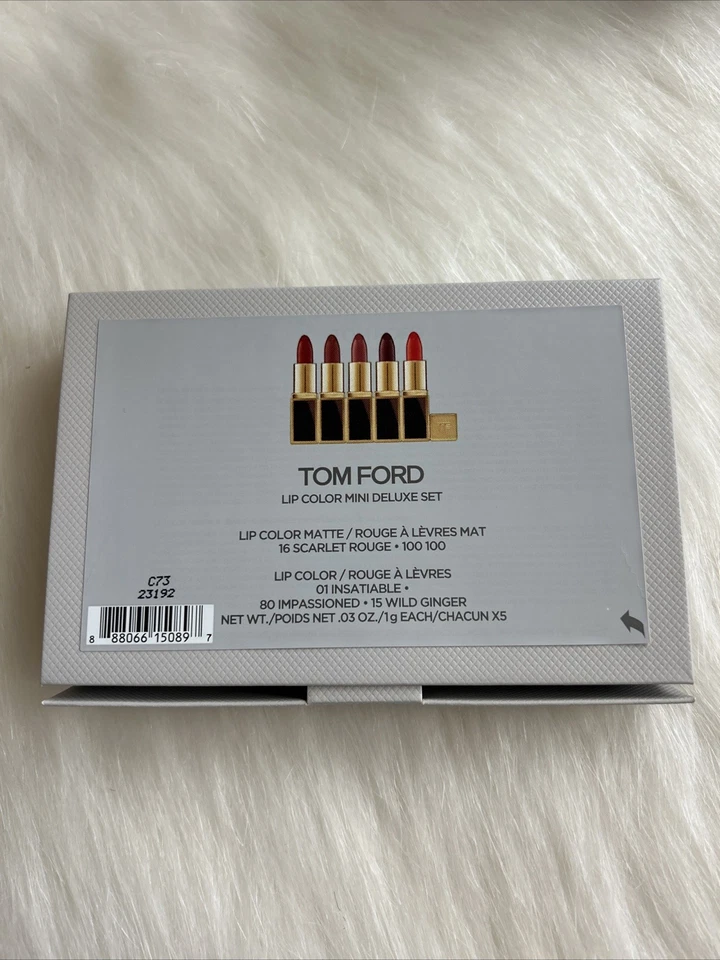 TOM FORD
LIP COLOR MINI DELUXE SET
LIP COLOR MATTE / ROUGE À LÈVRES MAT
16 SCARLET ROUGE • 100 100
LIP COLOR / ROUGE À LÈVRES
01 INSATIABLE •
80 IMPASSIONED • 15 WILD GINGER
NET WT./POIDS NET .03 OZ./1g EACH/CHACUN X5
C73
23192
8 88066 15089 7